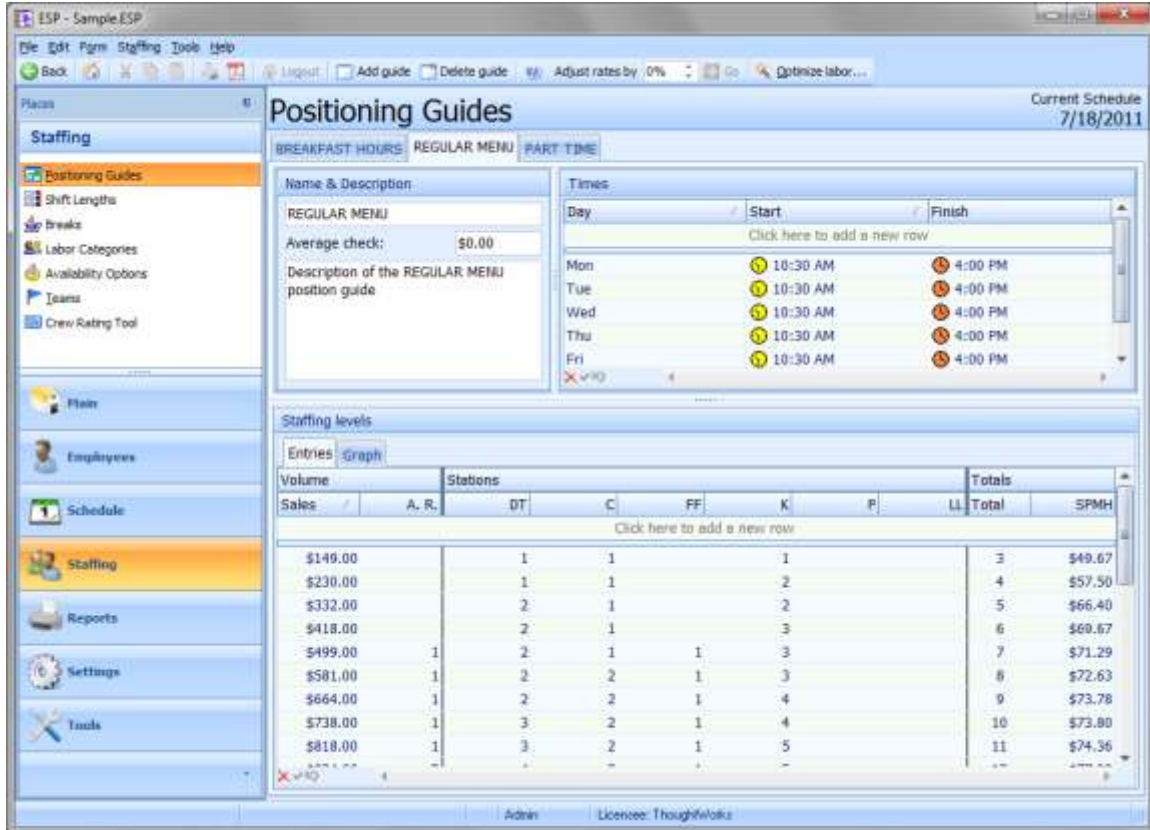 ESP - Sample.ESP
File Edit Form Staffing Tools Help
Back Logout Add guide Delete guide Adjust rates by 0% Go Optimize labor...
Places
Staffing
Positioning Guides
Shift Lengths
Breaks
Labor Categories
Availability Options
Teams
Crew Rating Tool
Main
Employees
Schedule
Staffing
Reports
Settings
Tools
Positioning Guides
Current Schedule
7/18/2011
BREAKFAST HOURS REGULAR MENU PART TIME
Name & Description
REGULAR MENU
Average check: $0.00
Description of the REGULAR MENU
position guide
Times
Day Start Finish
Click here to add a new row
Mon 10:30 AM 4:00 PM
Tue 10:30 AM 4:00 PM
Wed 10:30 AM 4:00 PM
Thu 10:30 AM 4:00 PM
Fri 10:30 AM 4:00 PM
Staffing levels
Entries Graph
Volume Stations Totals
Sales A. R. DT C FF K P LL Total SPMH
Click here to add a new row
$149.00 1 1 1 3 $49.67
$230.00 1 1 2 4 $57.50
$332.00 2 1 2 5 $66.40
$418.00 2 1 3 6 $69.67
$499.00 1 2 1 1 3 7 $71.29
$581.00 1 2 2 1 3 8 $72.63
$664.00 1 2 2 1 4 9 $73.78
$738.00 1 3 2 1 4 10 $73.80
$818.00 1 3 2 1 5 11 $74.36
Admin Licencee: ThoughtWorks